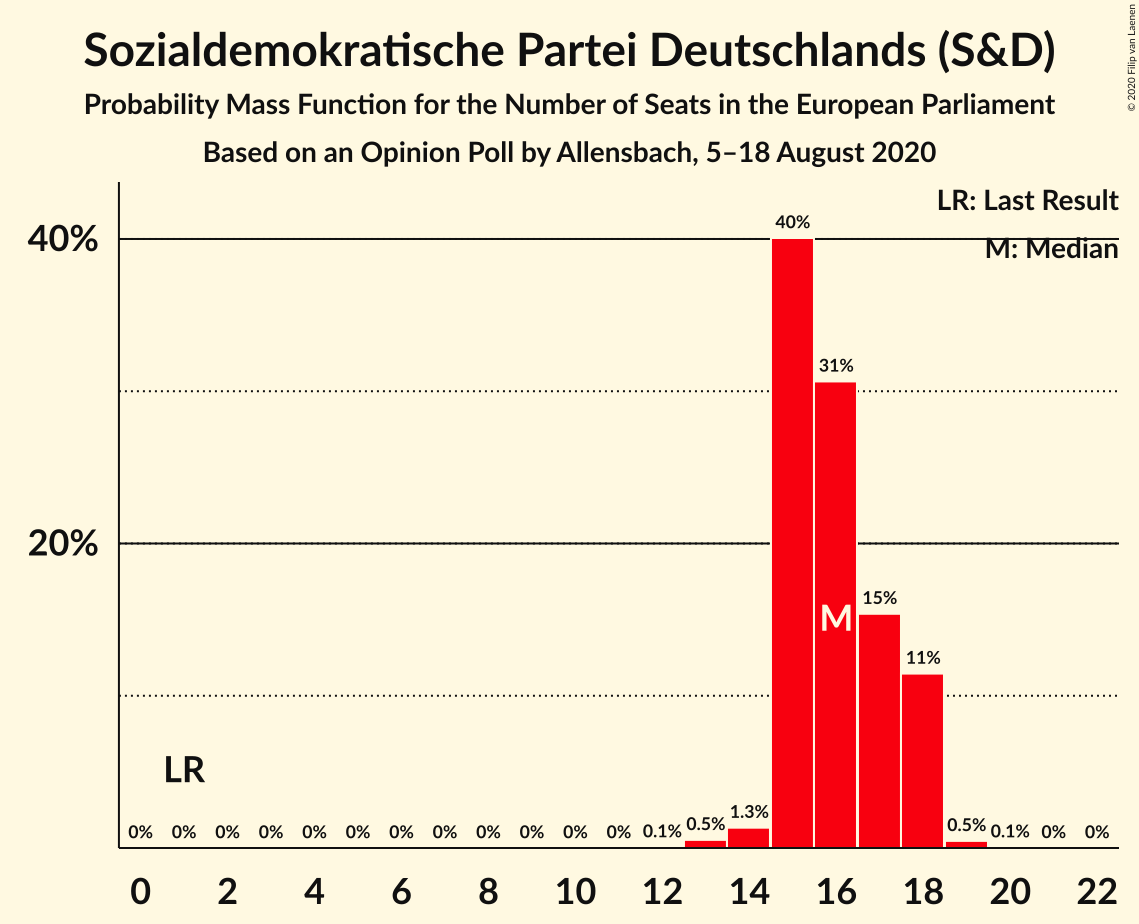 Sozialdemokratische Partei Deutschlands (S&D)
Probability Mass Function for the Number of Seats in the European Parliament
Based on an Opinion Poll by Allensbach, 5–18 August 2020
© 2020 Filip van Laenen
LR: Last Result
M: Median
40%
20%
40%
31%
15%
11%
M
LR
0% 0% 0% 0% 0% 0% 0% 0% 0% 0% 0% 0% 0.1% 0.5% 1.3% 0.5% 0.1% 0% 0%
0 2 4 6 8 10 12 14 16 18 20 22